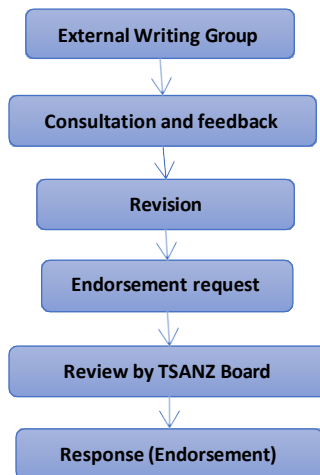 External Writing Group
Consultation and feedback
Revision
Endorsement request
Review by TSANZ Board
Response (Endorsement)